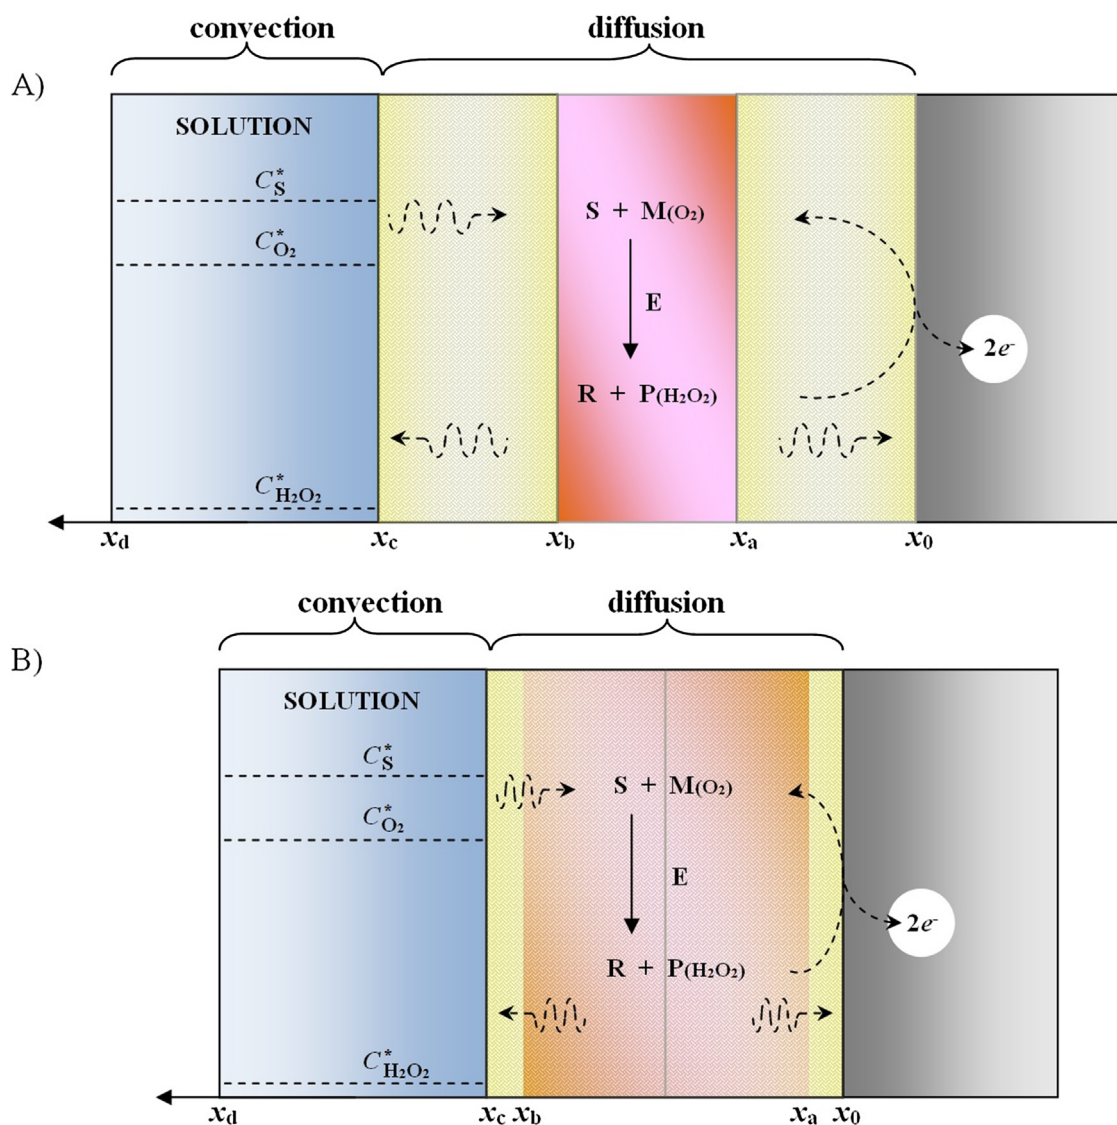 convection diffusion
A)
SOLUTION
C*S
S + M(O₂)
C*O₂
E
2e⁻
R + P(H₂O₂)
C*H₂O₂
xd xc xb xa x0
convection diffusion
B)
SOLUTION
C*S
S + M(O₂)
C*O₂
E
2e⁻
R + P(H₂O₂)
C*H₂O₂
xd xc xb xa x0